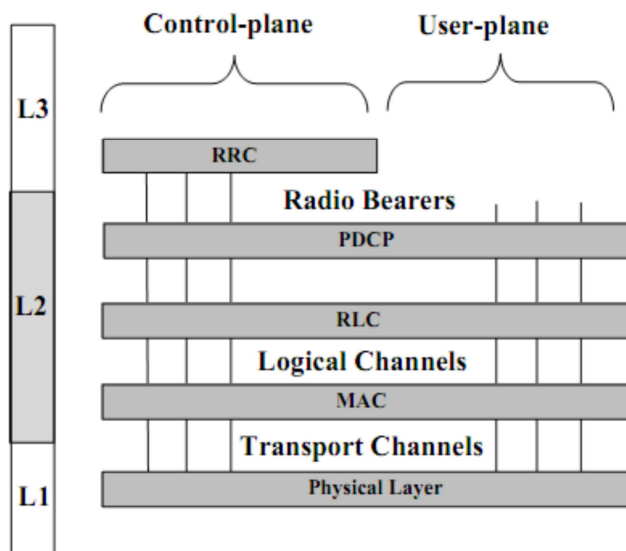 Control-plane
User-plane
L3
RRC
Radio Bearers
PDCP
L2
RLC
Logical Channels
MAC
Transport Channels
Physical Layer
L1